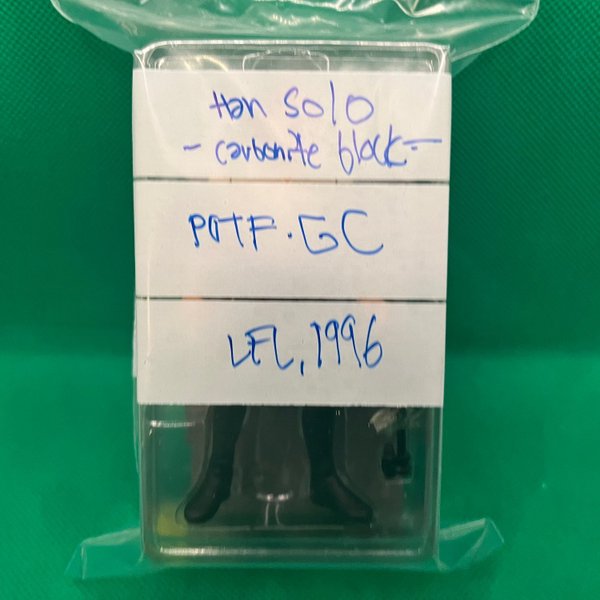 Han Solo
- carbonite block -
POTF. GC
LFL, 1996